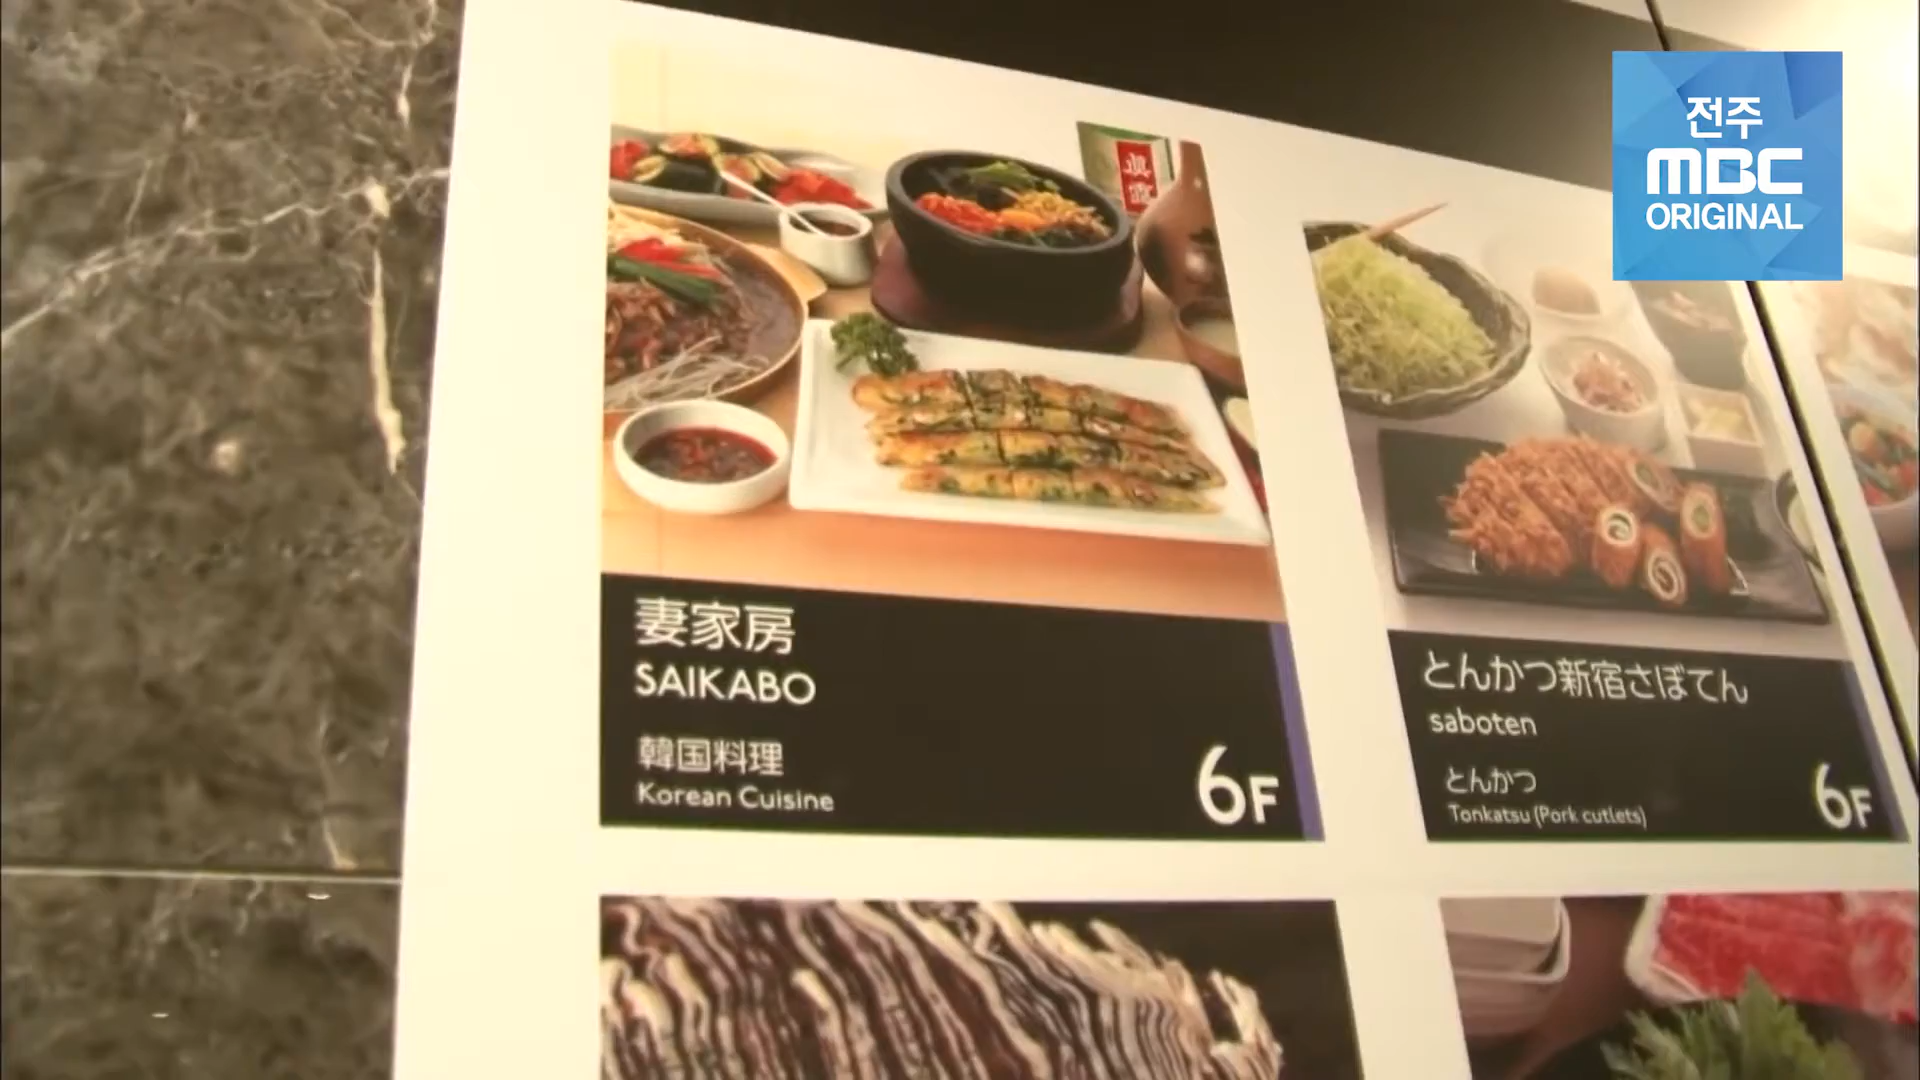 전주
MBC
ORIGINAL
妻家房
SAIKABO
韓国料理
Korean Cuisine
6F
とんかつ新宿さぼてん
saboten
とんかつ
Tonkatsu (Pork cutlets)
6F